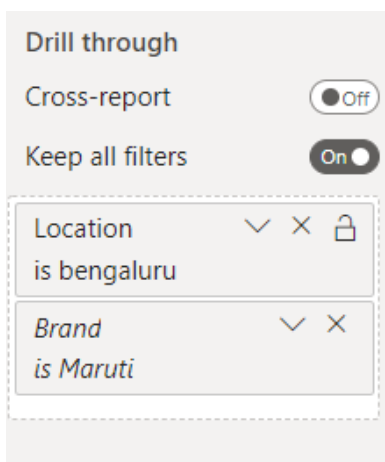 Drill through
Cross-report Off
Keep all filters On
Location
is bengaluru
Brand
is Maruti